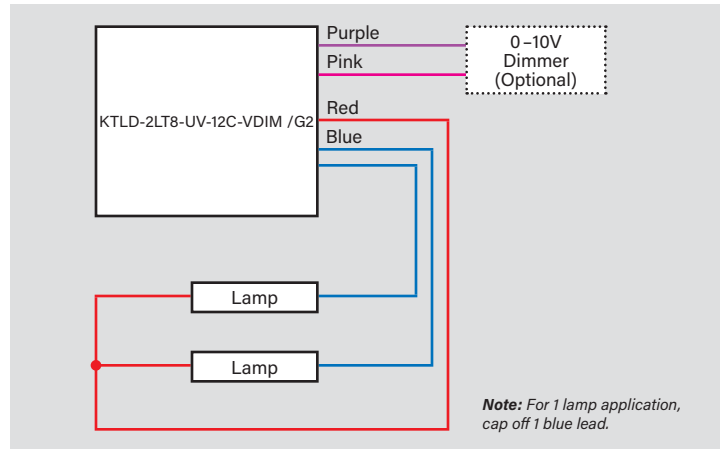 Purple
0–10V
Dimmer
(Optional)
Pink
KTLD-2LT8-UV-12C-VDIM /G2
Red
Blue
Lamp
Lamp
Note: For 1 lamp application,
cap off 1 blue lead.